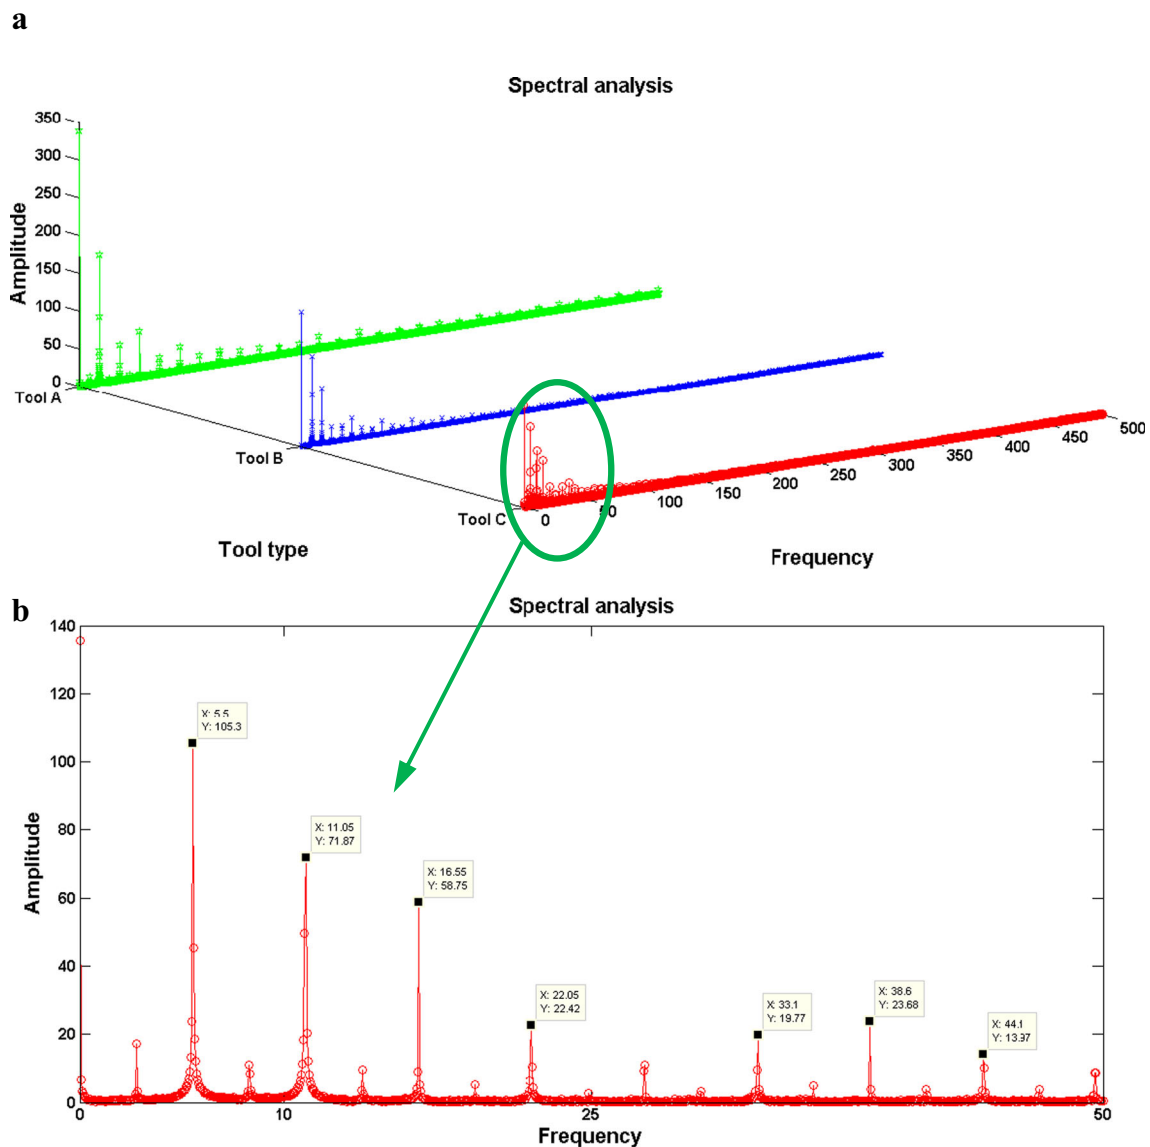 a
Spectral analysis
350
300
250
200
150
100
50
0
Amplitude
Tool A
Tool B
Tool C
0
50
100
150
200
250
300
350
400
450
500
Tool type
Frequency
b
Spectral analysis
140
120
100
80
60
40
20
0
Amplitude
X: 5.5
Y: 105.3
X: 11.05
Y: 71.87
X: 16.55
Y: 58.75
X: 22.05
Y: 22.42
X: 33.1
Y: 19.77
X: 38.6
Y: 23.68
X: 44.1
Y: 13.97
0
10
25
50
Frequency